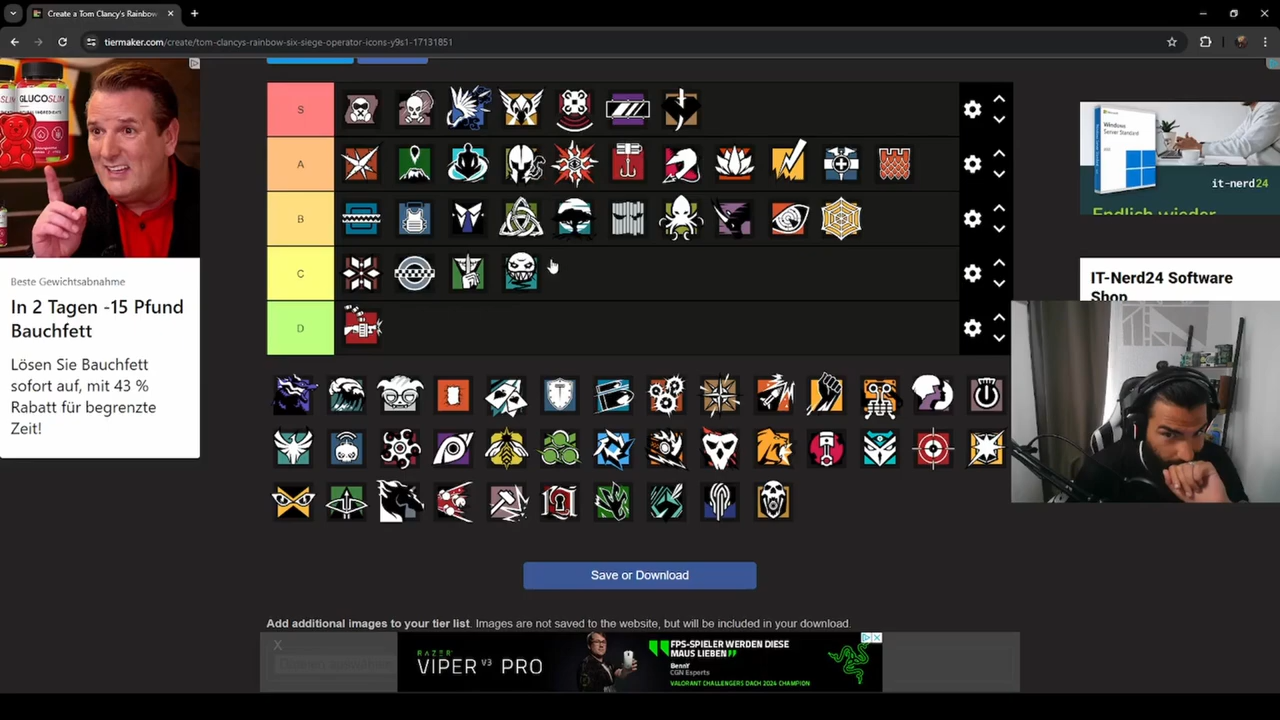 Create a Tom Clancy's Rainbow
tiermaker.com/create/tom-clancys-rainbow-six-siege-operator-icons-y9s1-17131851
GLUCOSLIM
Beste Gewichtsabnahme
In 2 Tagen -15 Pfund
Bauchfett
Lösen Sie Bauchfett
sofort auf, mit 43 %
Rabatt für begrenzte
Zeit!
S
A
B
C
D
Windows
Server Standard
it-nerd24
Endlich wieder
IT-Nerd24 Software
Shop
Save or Download
Add additional images to your tier list. Images are not saved to the website, but will be included in your download.
X
RAZER
VIPER V3 PRO
FPS-SPIELER WERDEN DIESE
MAUS LIEBEN
BennY
CGN Esports
VALORANT CHALLENGERS DACH 2024 CHAMPION